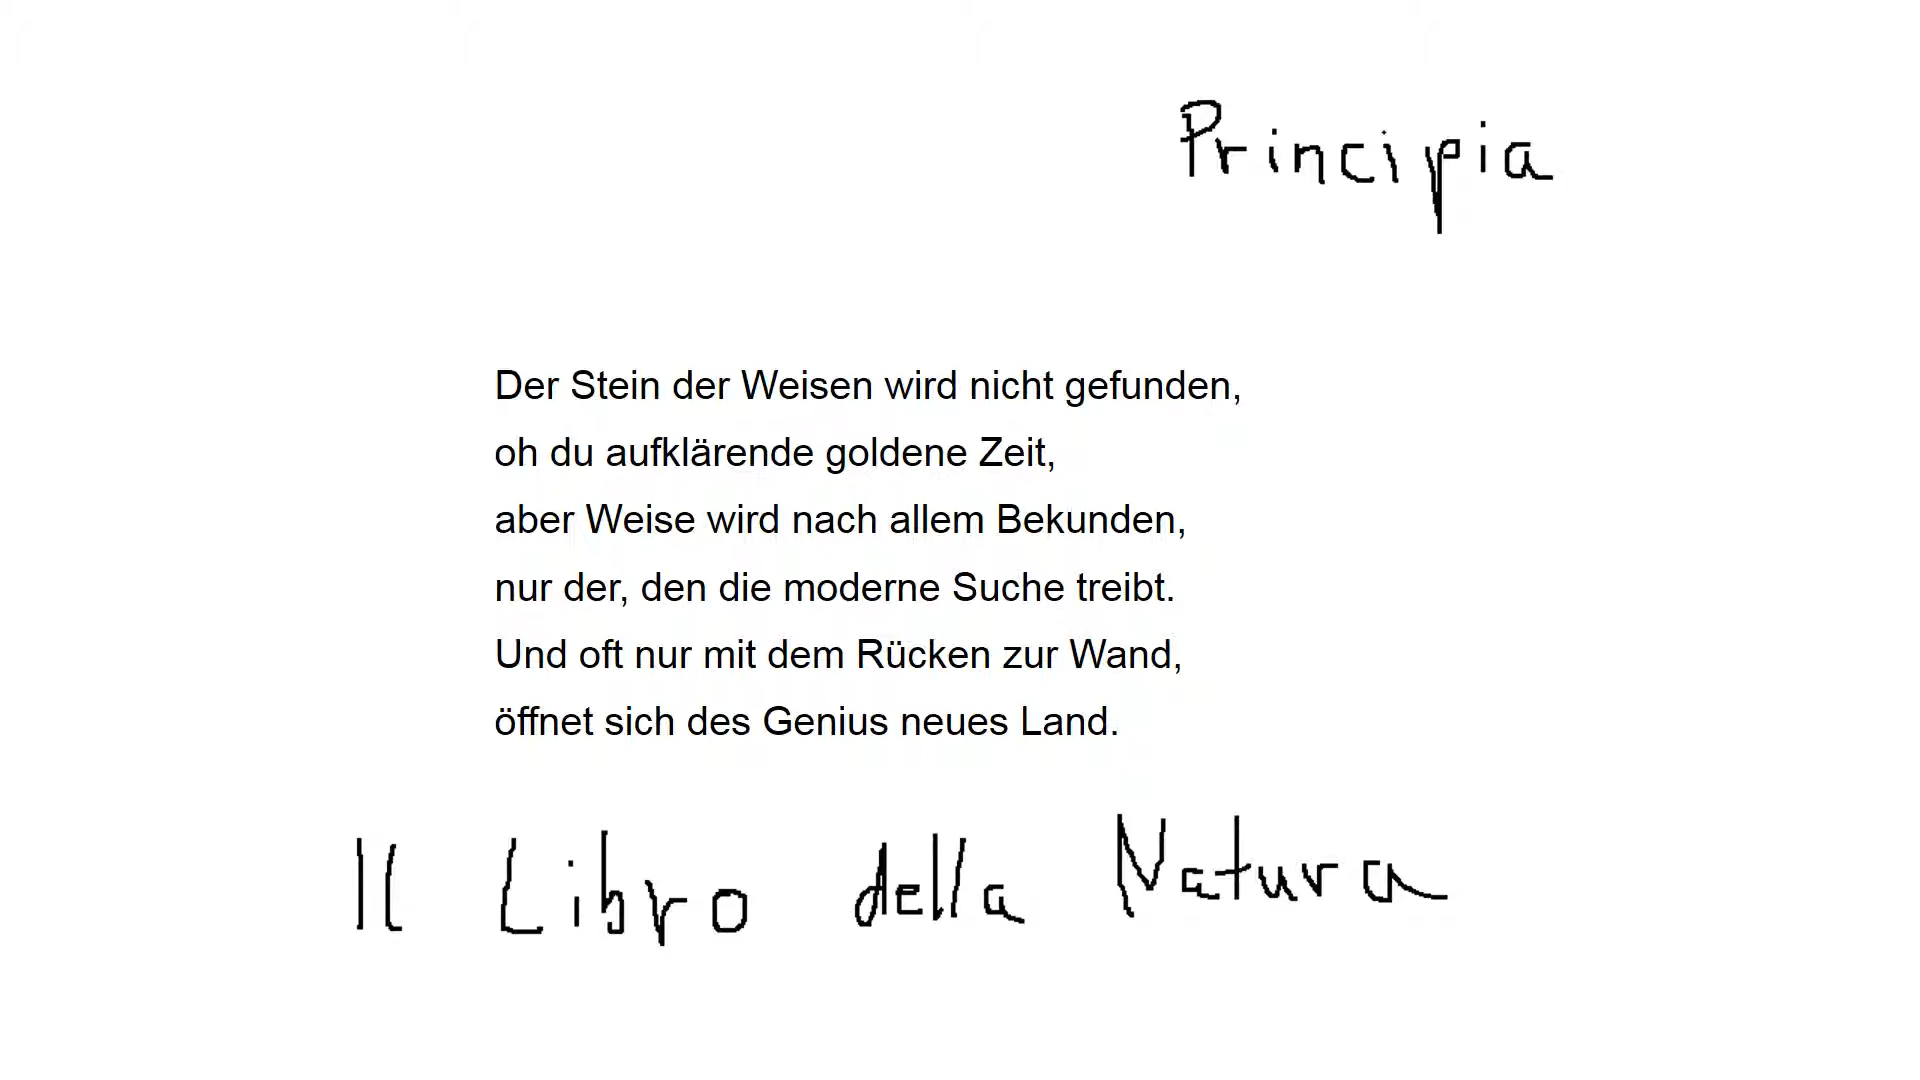 Principia
Der Stein der Weisen wird nicht gefunden,
oh du aufklärende goldene Zeit,
aber Weise wird nach allem Bekunden,
nur der, den die moderne Suche treibt.
Und oft nur mit dem Rücken zur Wand,
öffnet sich des Genius neues Land.
Il Libro della Natura